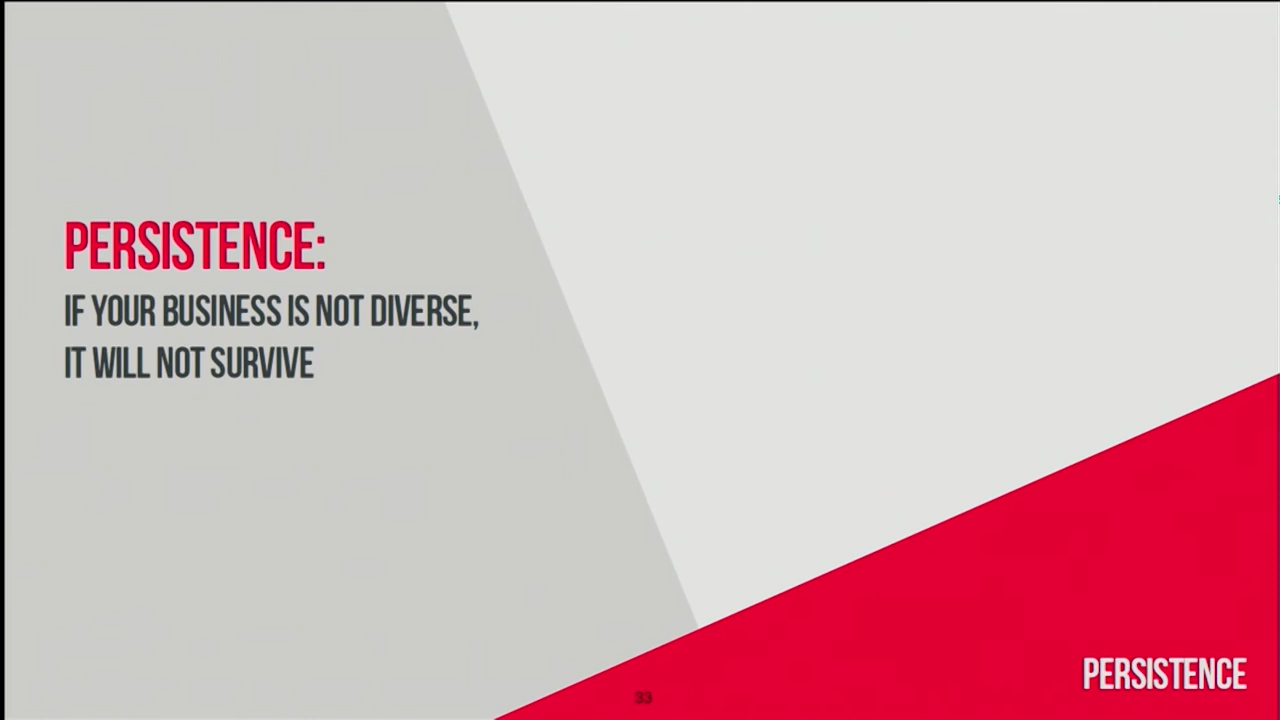 PERSISTENCE:
IF YOUR BUSINESS IS NOT DIVERSE,
IT WILL NOT SURVIVE
33
PERSISTENCE